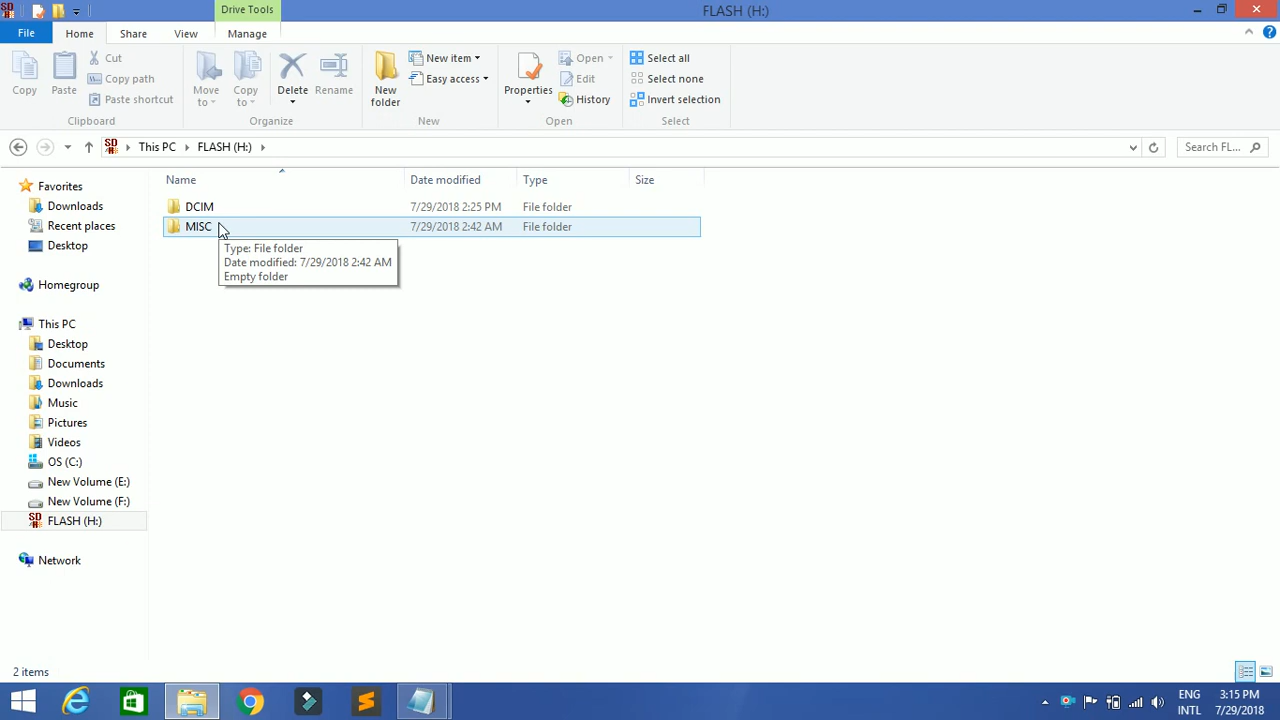 Drive Tools
FLASH (H:)
File Home Share View Manage
Copy
Paste
Cut
Copy path
Paste shortcut
Clipboard
Move to
Copy to
Delete
Rename
Organize
New folder
New item
Easy access
New
Properties
Open
Edit
History
Open
Select all
Select none
Invert selection
Select
This PC FLASH (H:)
Search FL...
Name Date modified Type Size
DCIM 7/29/2018 2:25 PM File folder
MISC 7/29/2018 2:42 AM File folder
Type: File folder
Date modified: 7/29/2018 2:42 AM
Empty folder
Favorites
Downloads
Recent places
Desktop
Homegroup
This PC
Desktop
Documents
Downloads
Music
Pictures
Videos
OS (C:)
New Volume (E:)
New Volume (F:)
FLASH (H:)
Network
2 items
ENG
INTL
3:15 PM
7/29/2018